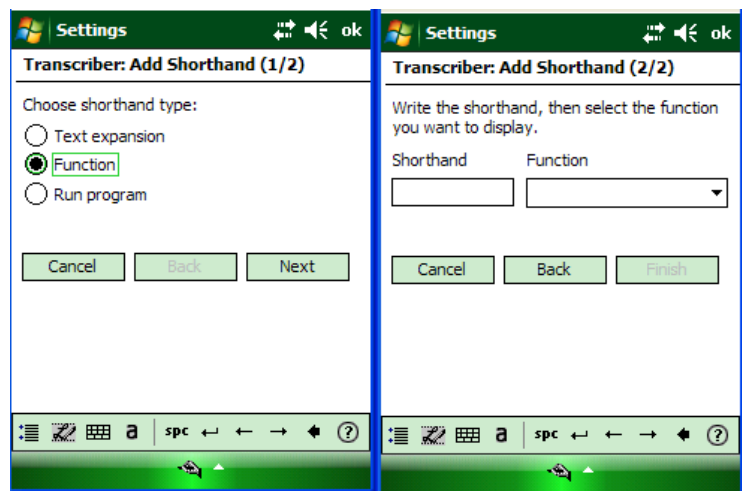 Settings ok
Transcriber: Add Shorthand (1/2)
Choose shorthand type:
Text expansion
Function
Run program
Cancel Back Next
a spc ?
Settings ok
Transcriber: Add Shorthand (2/2)
Write the shorthand, then select the function
you want to display.
Shorthand Function
Cancel Back Finish
a spc ?